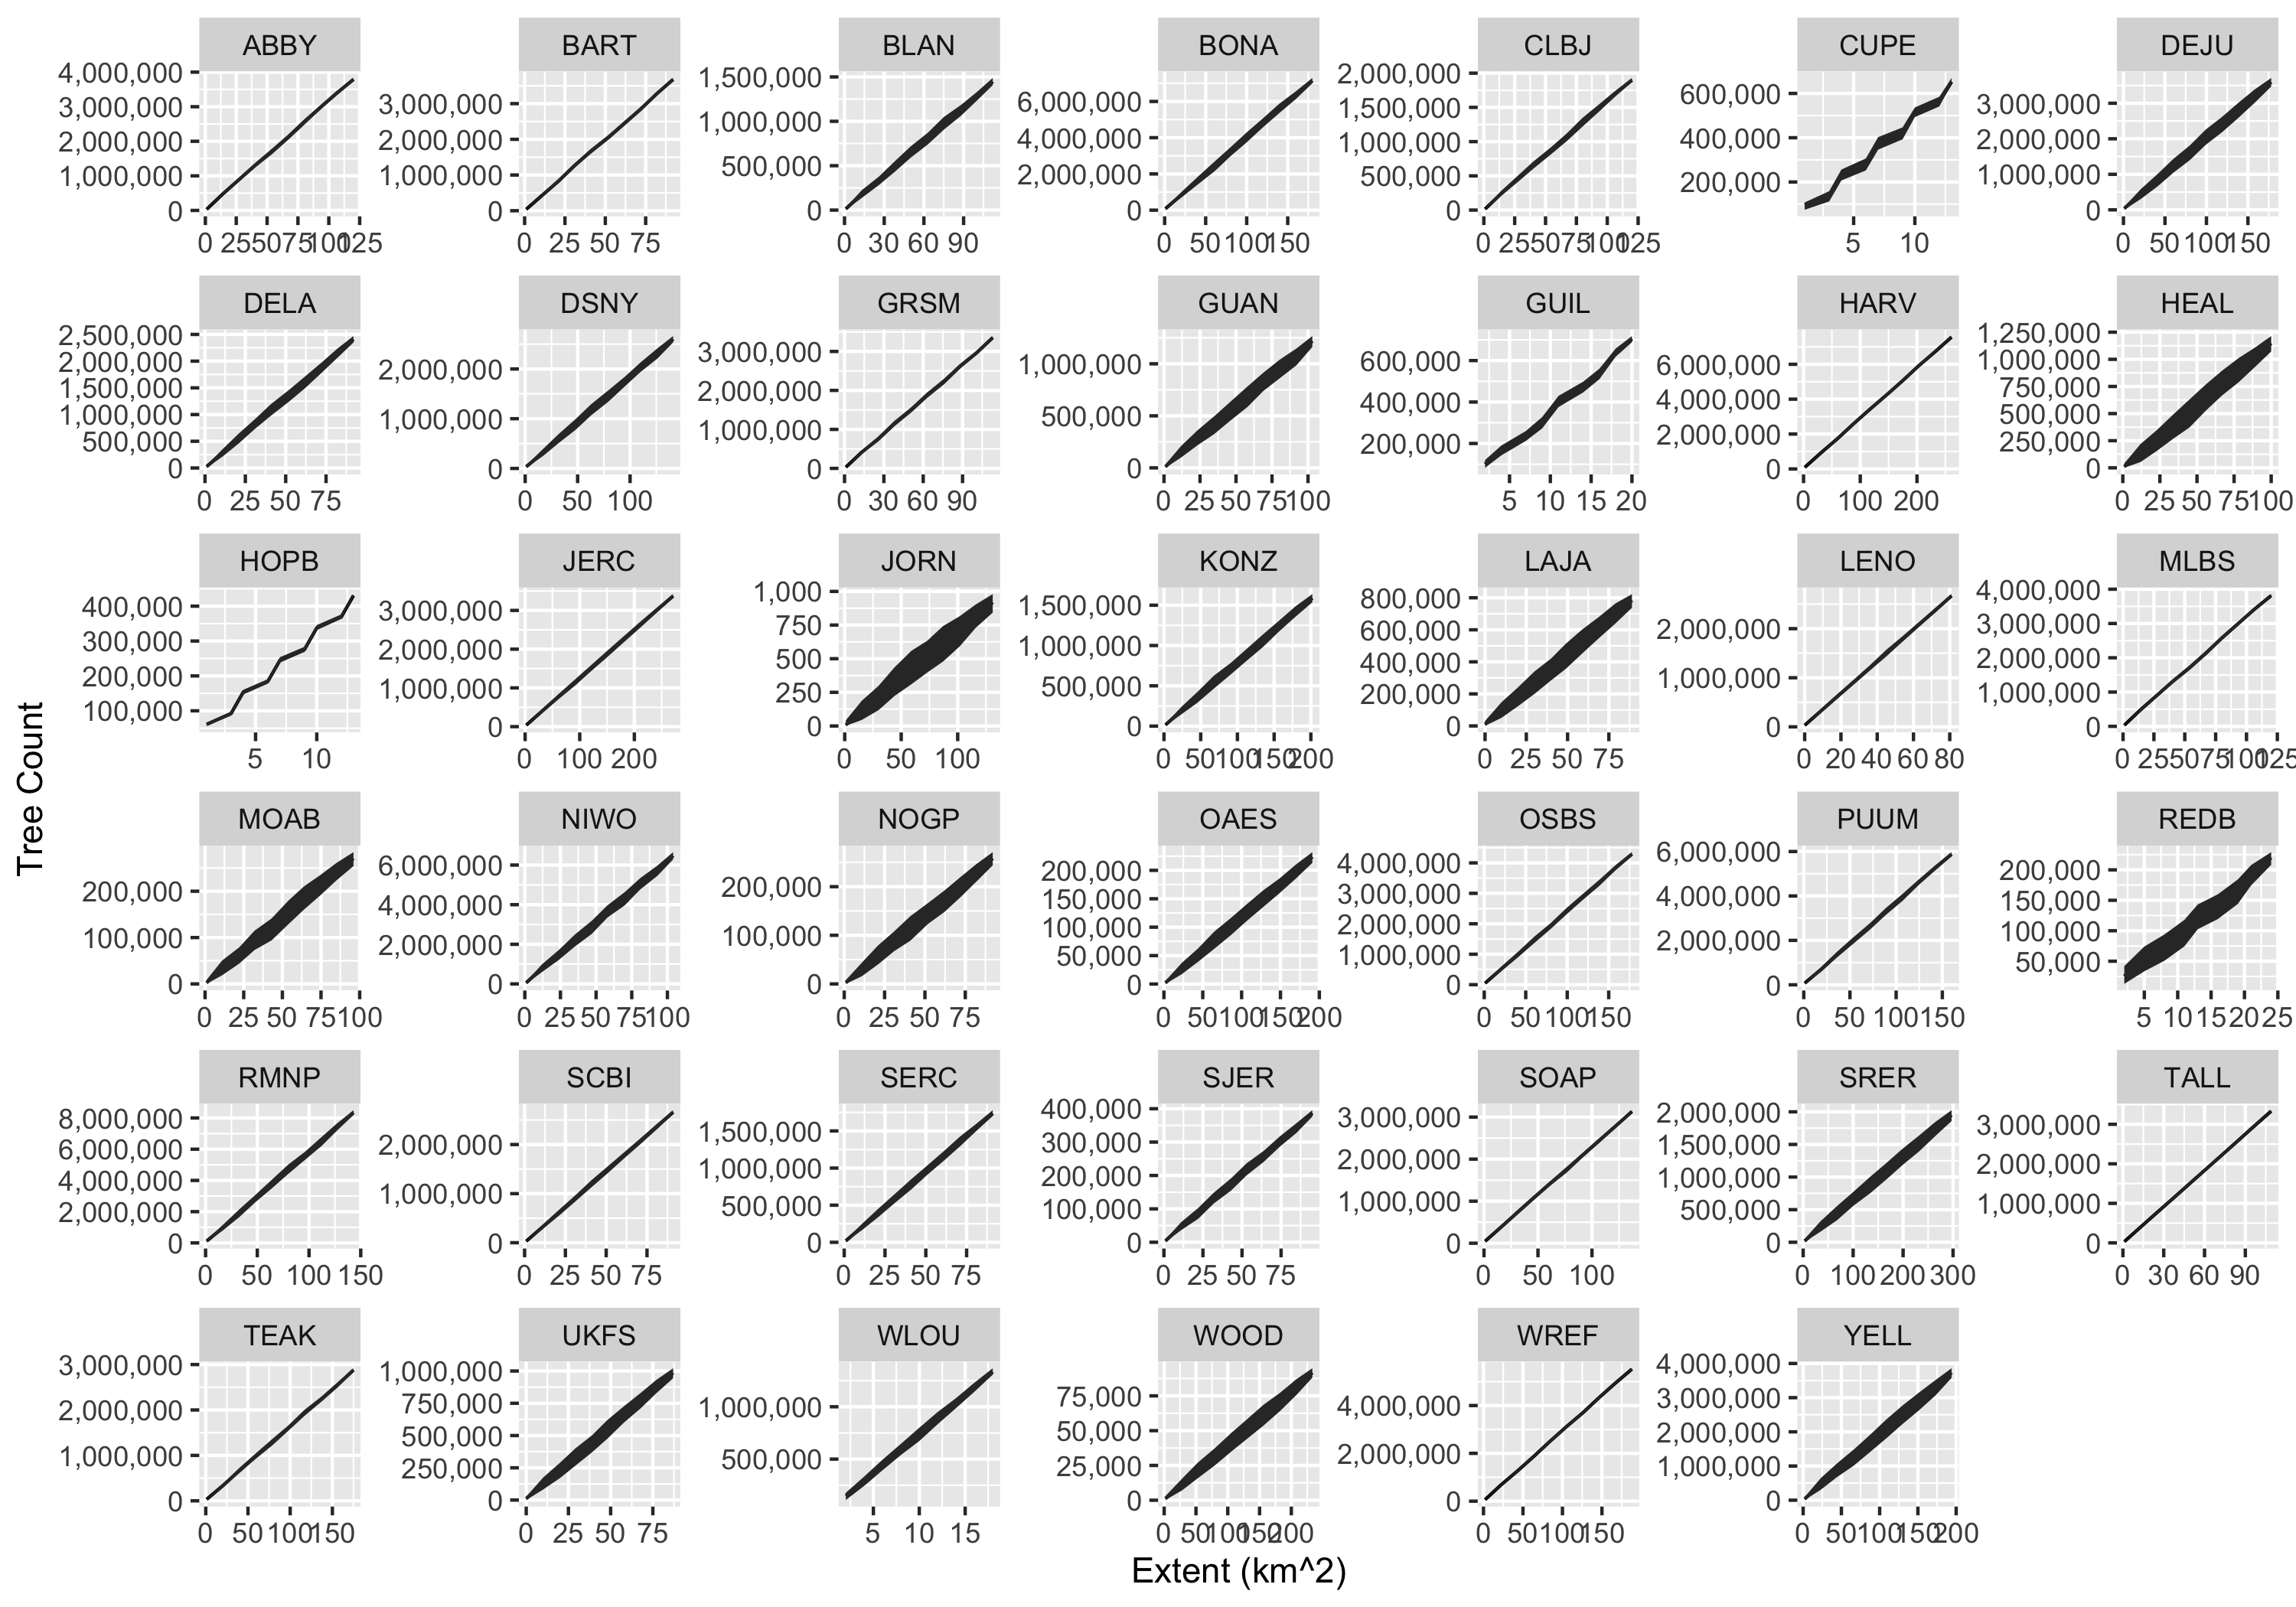 ABBY BART BLAN BONA CLBJ CUPE DEJU
4,000,000 3,000,000 2,000,000 1,000,000 0
3,000,000 2,000,000 1,000,000 0
1,500,000 1,000,000 500,000 0
6,000,000 4,000,000 2,000,000 0
2,000,000 1,500,000 1,000,000 500,000 0
600,000 400,000 200,000
3,000,000 2,000,000 1,000,000 0
0 25 50 75 100 125 0 25 50 75 0 30 60 90 0 50 100 150 0 25 50 75 100 125 5 10 0 50 100 150
DELA DSNY GRSM GUAN GUIL HARV HEAL
2,500,000 2,000,000 1,500,000 1,000,000 500,000 0
2,000,000 1,000,000 0
3,000,000 2,000,000 1,000,000 0
1,000,000 500,000 0
600,000 400,000 200,000
6,000,000 4,000,000 2,000,000 0
1,250,000 1,000,000 750,000 500,000 250,000 0
0 25 50 75 0 50 100 0 30 60 90 0 25 50 75 100 5 10 15 20 0 100 200 0 25 50 75 100
HOPB JERC JORN KONZ LAJA LENO MLBS
400,000 300,000 200,000 100,000
3,000,000 2,000,000 1,000,000 0
1,000 750 500 250 0
1,500,000 1,000,000 500,000 0
800,000 600,000 400,000 200,000 0
2,000,000 1,000,000 0
4,000,000 3,000,000 2,000,000 1,000,000 0
5 10 0 100 200 0 50 100 0 50 100 150 200 0 25 50 75 0 20 40 60 80 0 25 50 75 100 125
Tree Count
MOAB NIWO NOGP OAES OSBS PUUM REDB
200,000 100,000 0
6,000,000 4,000,000 2,000,000 0
200,000 100,000 0
200,000 150,000 100,000 50,000 0
4,000,000 3,000,000 2,000,000 1,000,000 0
6,000,000 4,000,000 2,000,000 0
200,000 150,000 100,000 50,000
0 25 50 75 100 0 25 50 75 100 0 25 50 75 0 50 100 150 200 0 50 100 150 0 50 100 150 5 10 15 20 25
RMNP SCBI SERC SJER SOAP SRER TALL
8,000,000 6,000,000 4,000,000 2,000,000 0
2,000,000 1,000,000 0
1,500,000 1,000,000 500,000 0
400,000 300,000 200,000 100,000 0
3,000,000 2,000,000 1,000,000 0
2,000,000 1,500,000 1,000,000 500,000 0
3,000,000 2,000,000 1,000,000 0
0 50 100 150 0 25 50 75 0 25 50 75 0 25 50 75 0 50 100 0 100 200 300 0 30 60 90
TEAK UKFS WLOU WOOD WREF YELL
3,000,000 2,000,000 1,000,000 0
1,000,000 750,000 500,000 250,000 0
1,000,000 500,000
75,000 50,000 25,000 0
4,000,000 2,000,000 0
4,000,000 3,000,000 2,000,000 1,000,000 0
0 50 100 150 0 25 50 75 5 10 15 0 50 100 150 200 0 50 100 150 0 50 100 150 200
Extent (km^2)